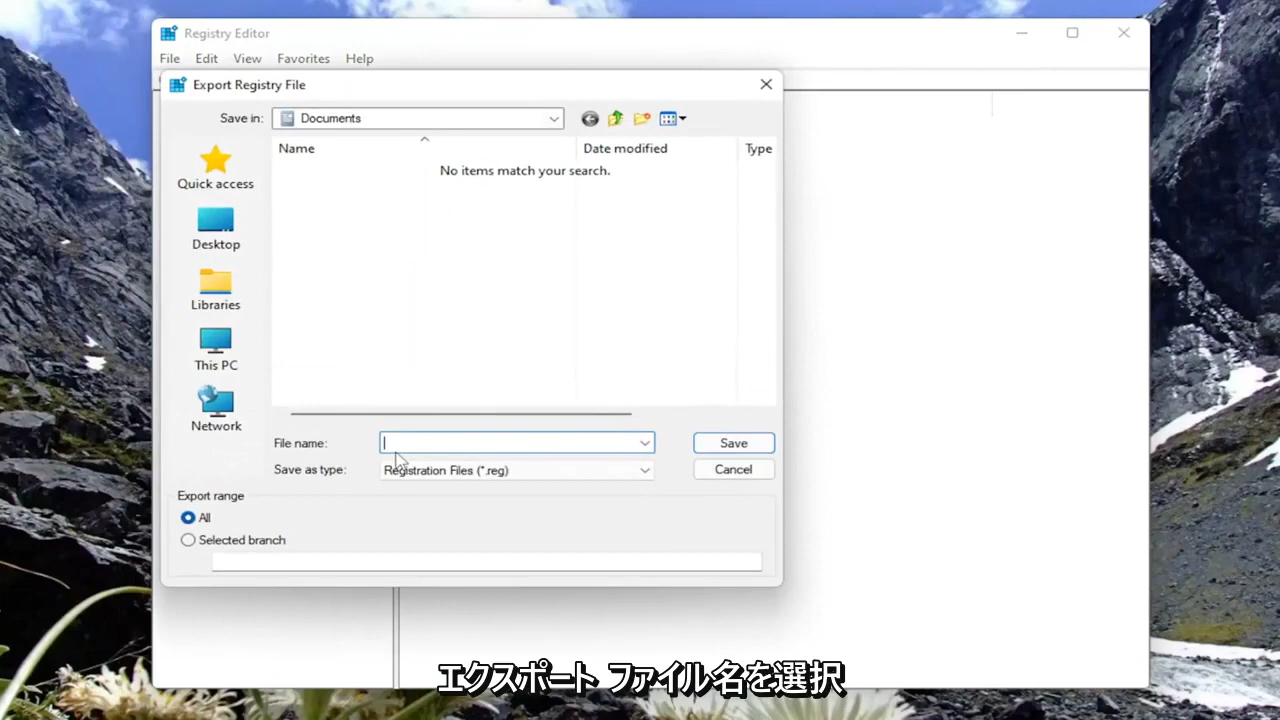 Registry Editor
File Edit View Favorites Help
Export Registry File
Save in: Documents
Name Date modified Type
No items match your search.
Quick access
Desktop
Libraries
This PC
Network
File name: Save
Save as type: Registration Files (*.reg) Cancel
Export range
All
Selected branch
エクスポート ファイル名を選択